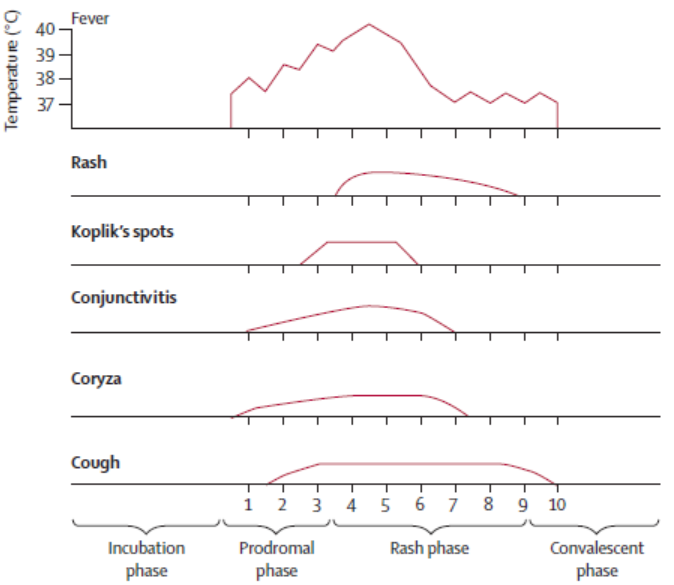 Fever
Temperature (°C)
40
39
38
37
Rash
Koplik's spots
Conjunctivitis
Coryza
Cough
1 2 3 4 5 6 7 8 9 10
Incubation phase
Prodromal phase
Rash phase
Convalescent phase